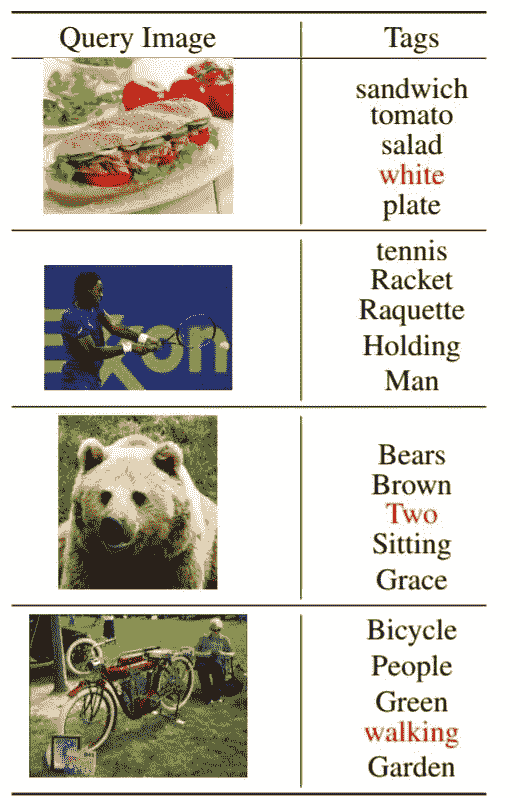 Query Image
Tags
sandwich
tomato
salad
white
plate
tennis
Racket
Raquette
Holding
Man
Bears
Brown
Two
Sitting
Grace
Bicycle
People
Green
walking
Garden